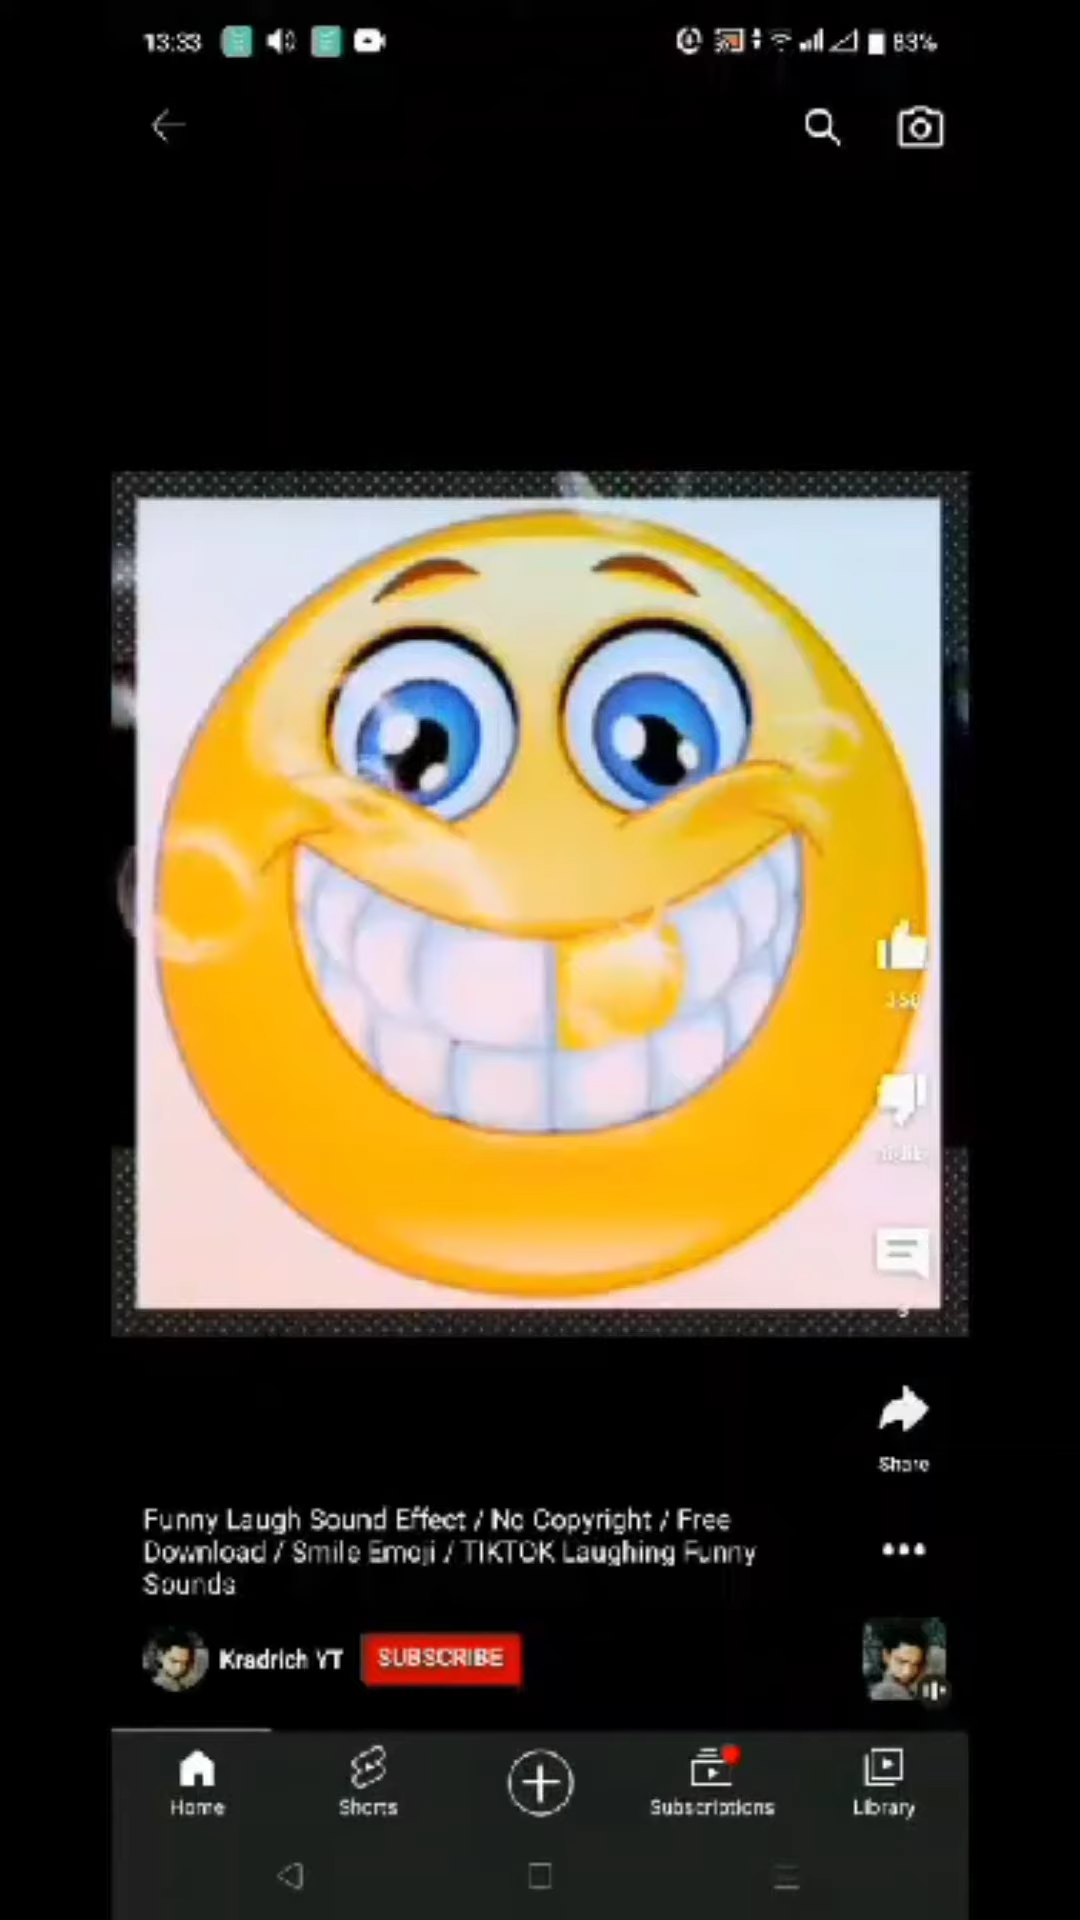 13:33
83%
Share
Funny Laugh Sound Effect / No Copyright / Free
Download / Smile Emoji / TIKTOK Laughing Funny
Sounds
Kradrich YT
SUBSCRIBE
Home
Shorts
Subscriptions
Library